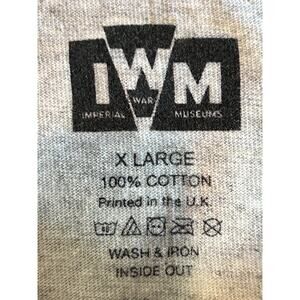 IWM
IMPERIAL WAR MUSEUMS
X LARGE
100% COTTON
Printed in the U.K.
WASH & IRON
INSIDE OUT